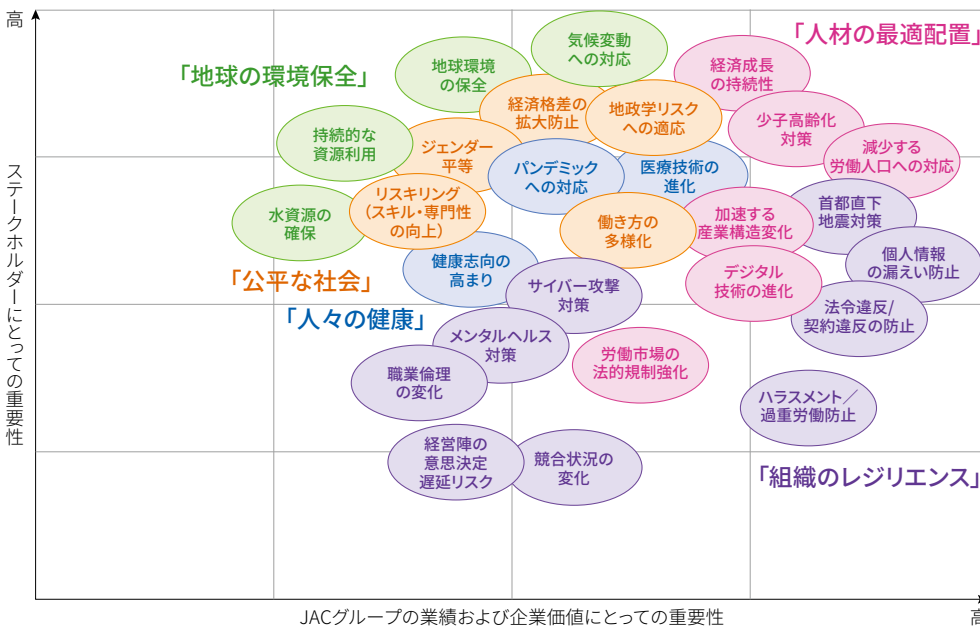 高
「人材の最適配置」
「地球の環境保全」
気候変動
への対応
地球環境
の保全
経済成長
の持続性
経済格差の
拡大防止
地政学リスク
への適応
少子高齢化
対策
持続的な
資源利用
ジェンダー
平等
減少する
労働人口への対応
パンデミック
への対応
医療技術の
進化
水資源の
確保
リスキリング
（スキル・専門性
の向上）
働き方の
多様化
加速する
産業構造変化
首都直下
地震対策
「公平な社会」
健康志向の
高まり
サイバー攻撃
対策
デジタル
技術の進化
個人情報
の漏えい防止
「人々の健康」
法令違反/
契約違反の防止
メンタルヘルス
対策
労働市場の
法的規制強化
職業倫理
の変化
ハラスメント／
過重労働防止
経営陣の
意思決定
遅延リスク
競合状況の
変化
「組織のレジリエンス」
ステークホルダーにとっての重要性
JACグループの業績および企業価値にとっての重要性
高